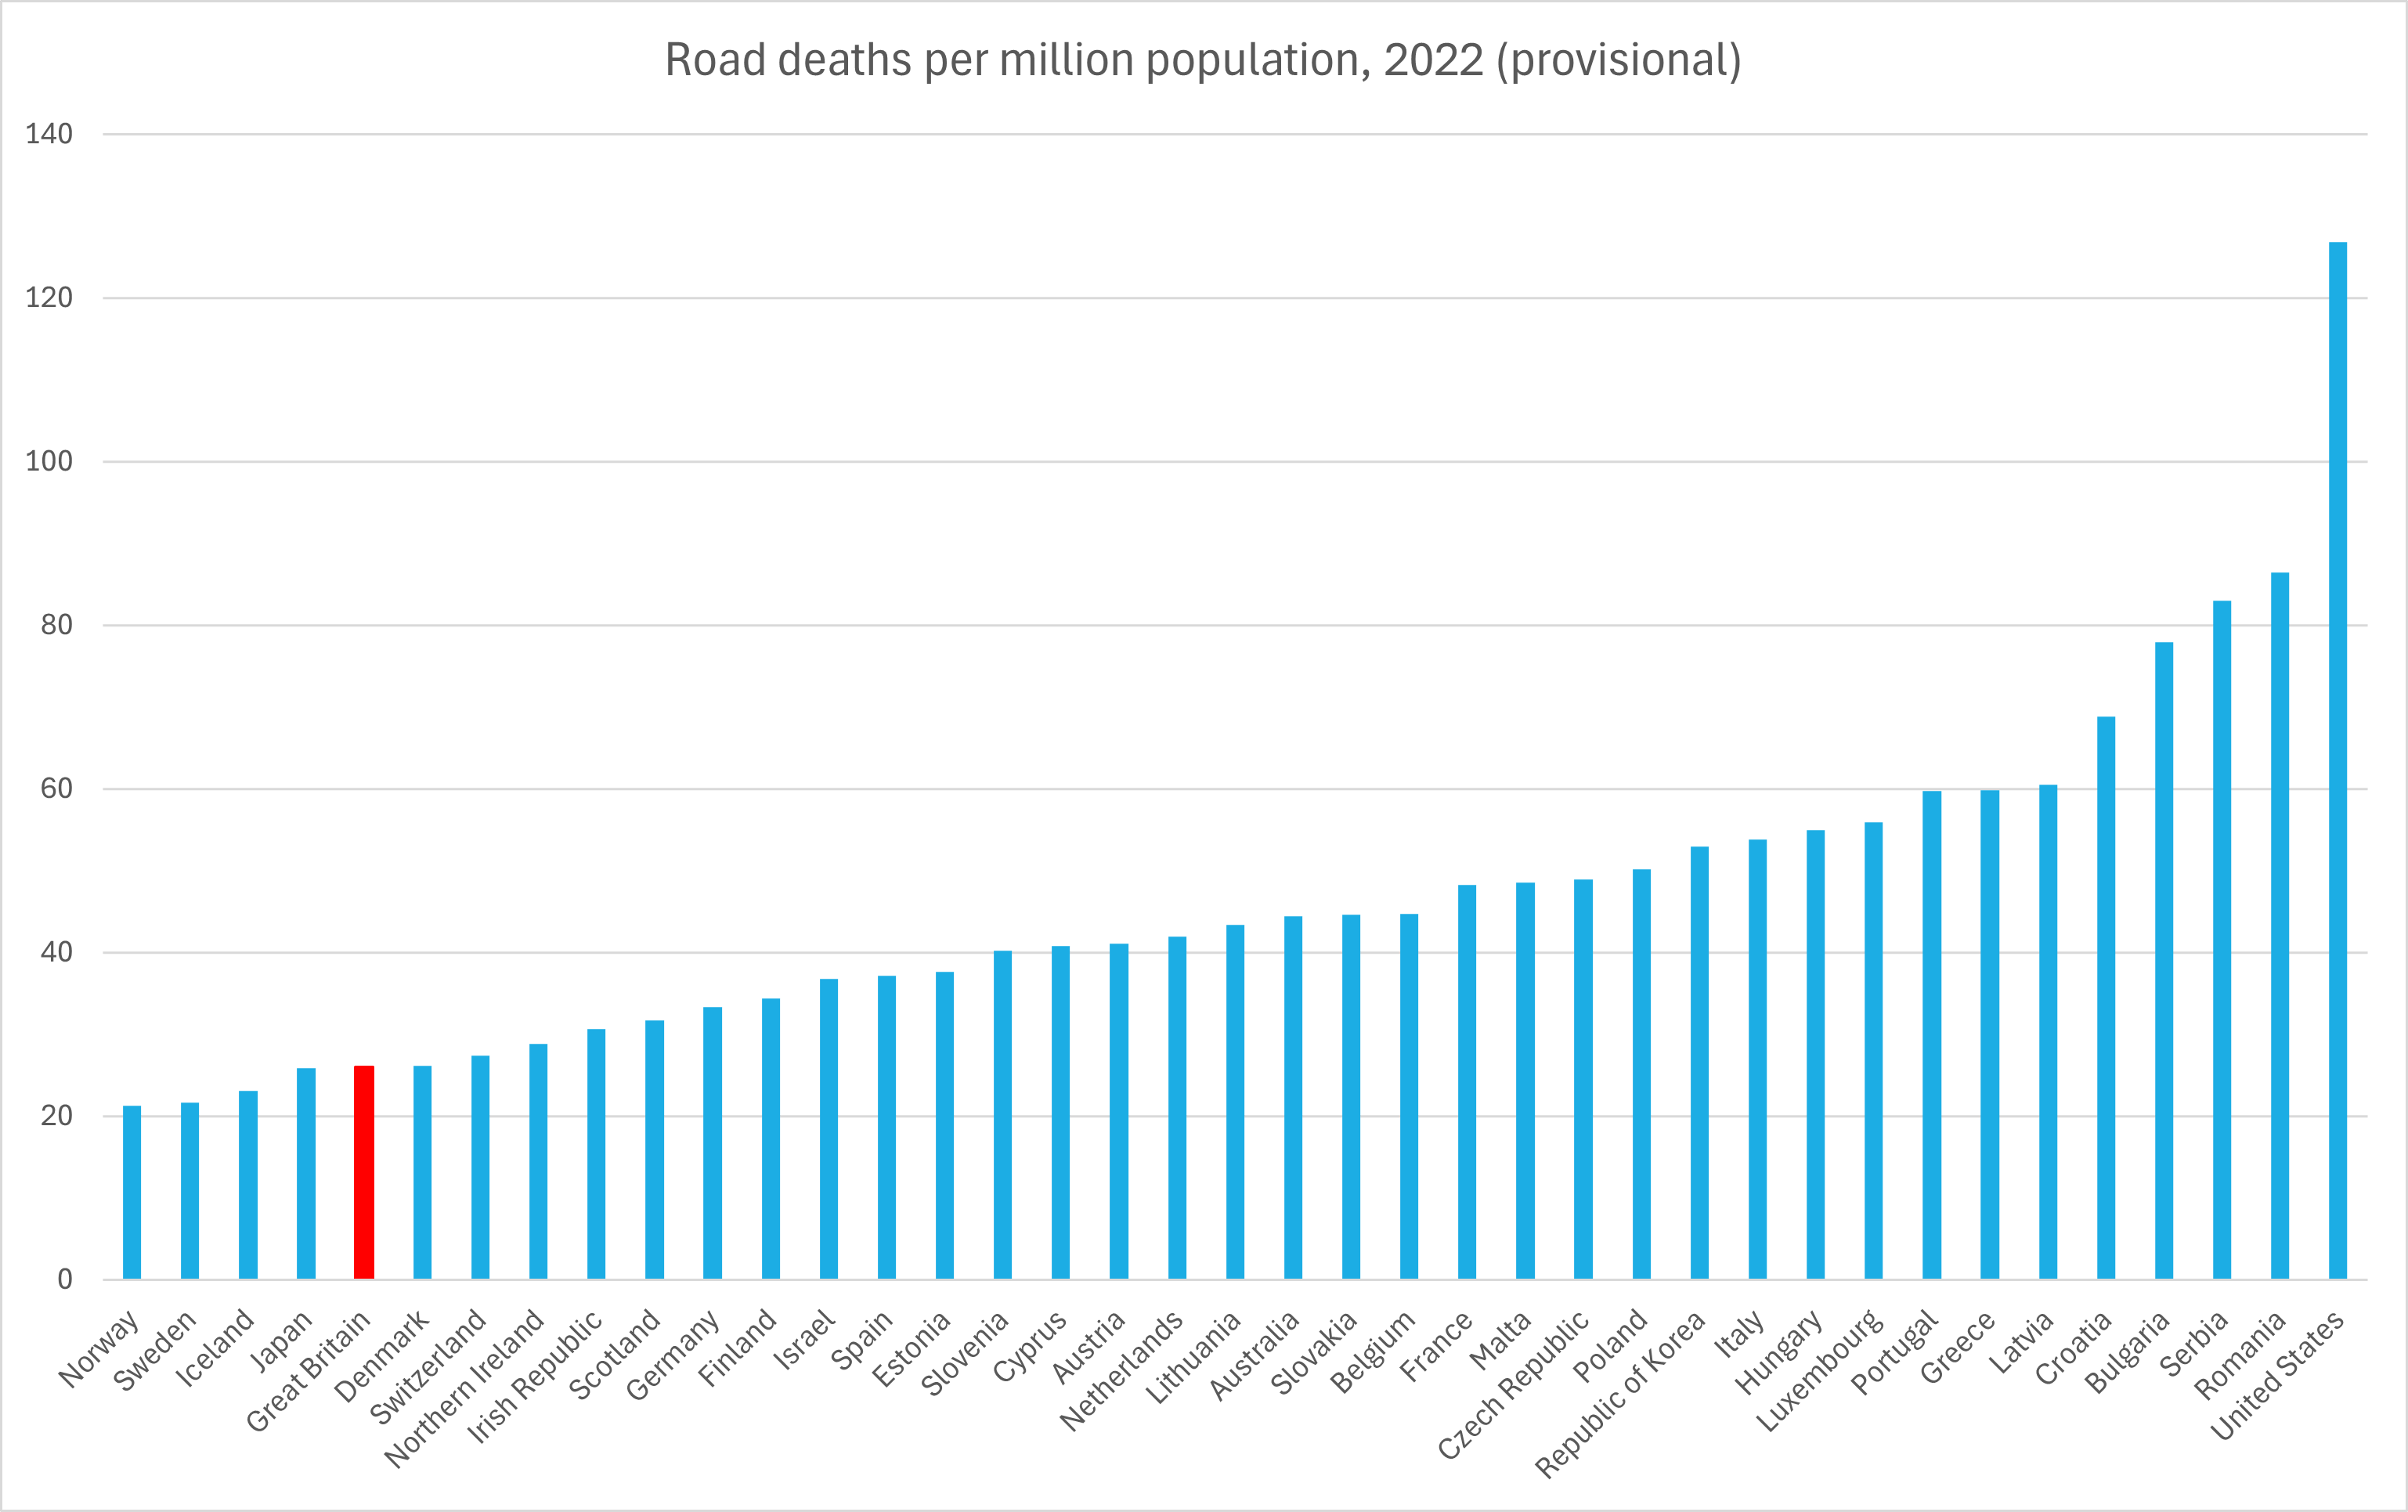 Road deaths per million population, 2022 (provisional)
140
120
100
80
60
40
20
0
Norway
Sweden
Iceland
Japan
Great Britain
Denmark
Switzerland
Northern Ireland
Irish Republic
Scotland
Germany
Finland
Israel
Spain
Estonia
Slovenia
Cyprus
Austria
Netherlands
Lithuania
Australia
Slovakia
Belgium
France
Malta
Czech Republic
Poland
Republic of Korea
Italy
Hungary
Luxembourg
Portugal
Greece
Latvia
Croatia
Bulgaria
Serbia
Romania
United States